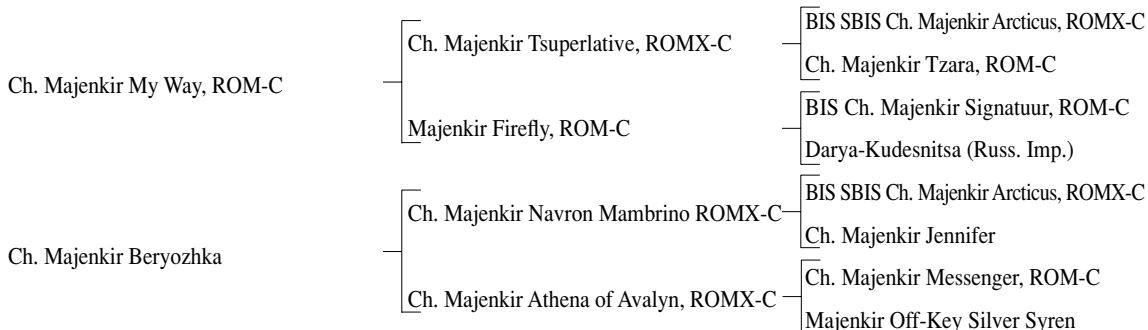 BIS SBIS Ch. Majenkir Arcticus, ROMX-C
Ch. Majenkir Tsuperlative, ROMX-C
Ch. Majenkir Tzara, ROM-C
Ch. Majenkir My Way, ROM-C
BIS Ch. Majenkir Signatuur, ROM-C
Majenkir Firefly, ROM-C
Darya-Kudesnitsa (Russ. Imp.)
BIS SBIS Ch. Majenkir Arcticus, ROMX-C
Ch. Majenkir Navron Mambrino ROMX-C
Ch. Majenkir Jennifer
Ch. Majenkir Beryozhka
Ch. Majenkir Messenger, ROM-C
Ch. Majenkir Athena of Avalyn, ROMX-C
Majenkir Off-Key Silver Syren